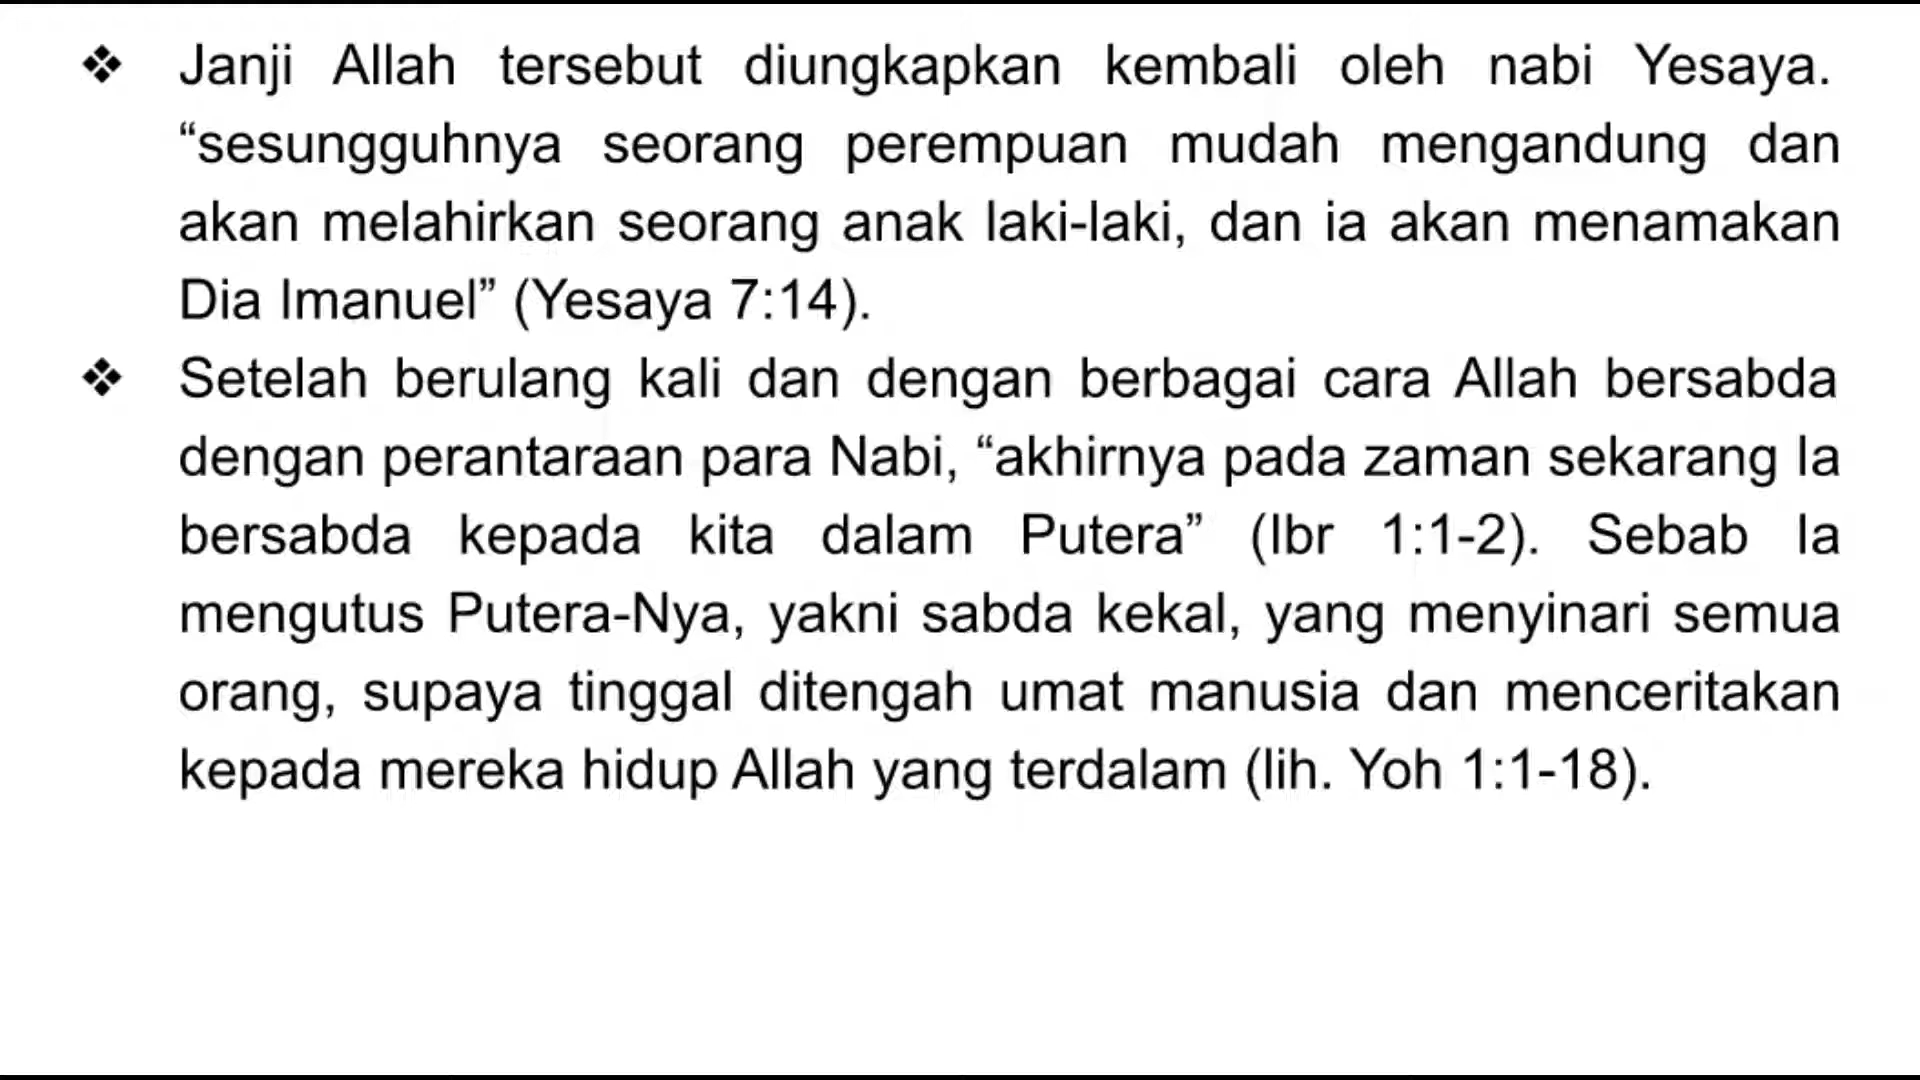 ❖ Janji Allah tersebut diungkapkan kembali oleh nabi Yesaya.
“sesungguhnya seorang perempuan mudah mengandung dan
akan melahirkan seorang anak laki-laki, dan ia akan menamakan
Dia Imanuel” (Yesaya 7:14).
❖ Setelah berulang kali dan dengan berbagai cara Allah bersabda
dengan perantaraan para Nabi, “akhirnya pada zaman sekarang Ia
bersabda kepada kita dalam Putera” (Ibr 1:1-2). Sebab Ia
mengutus Putera-Nya, yakni sabda kekal, yang menyinari semua
orang, supaya tinggal ditengah umat manusia dan menceritakan
kepada mereka hidup Allah yang terdalam (lih. Yoh 1:1-18).